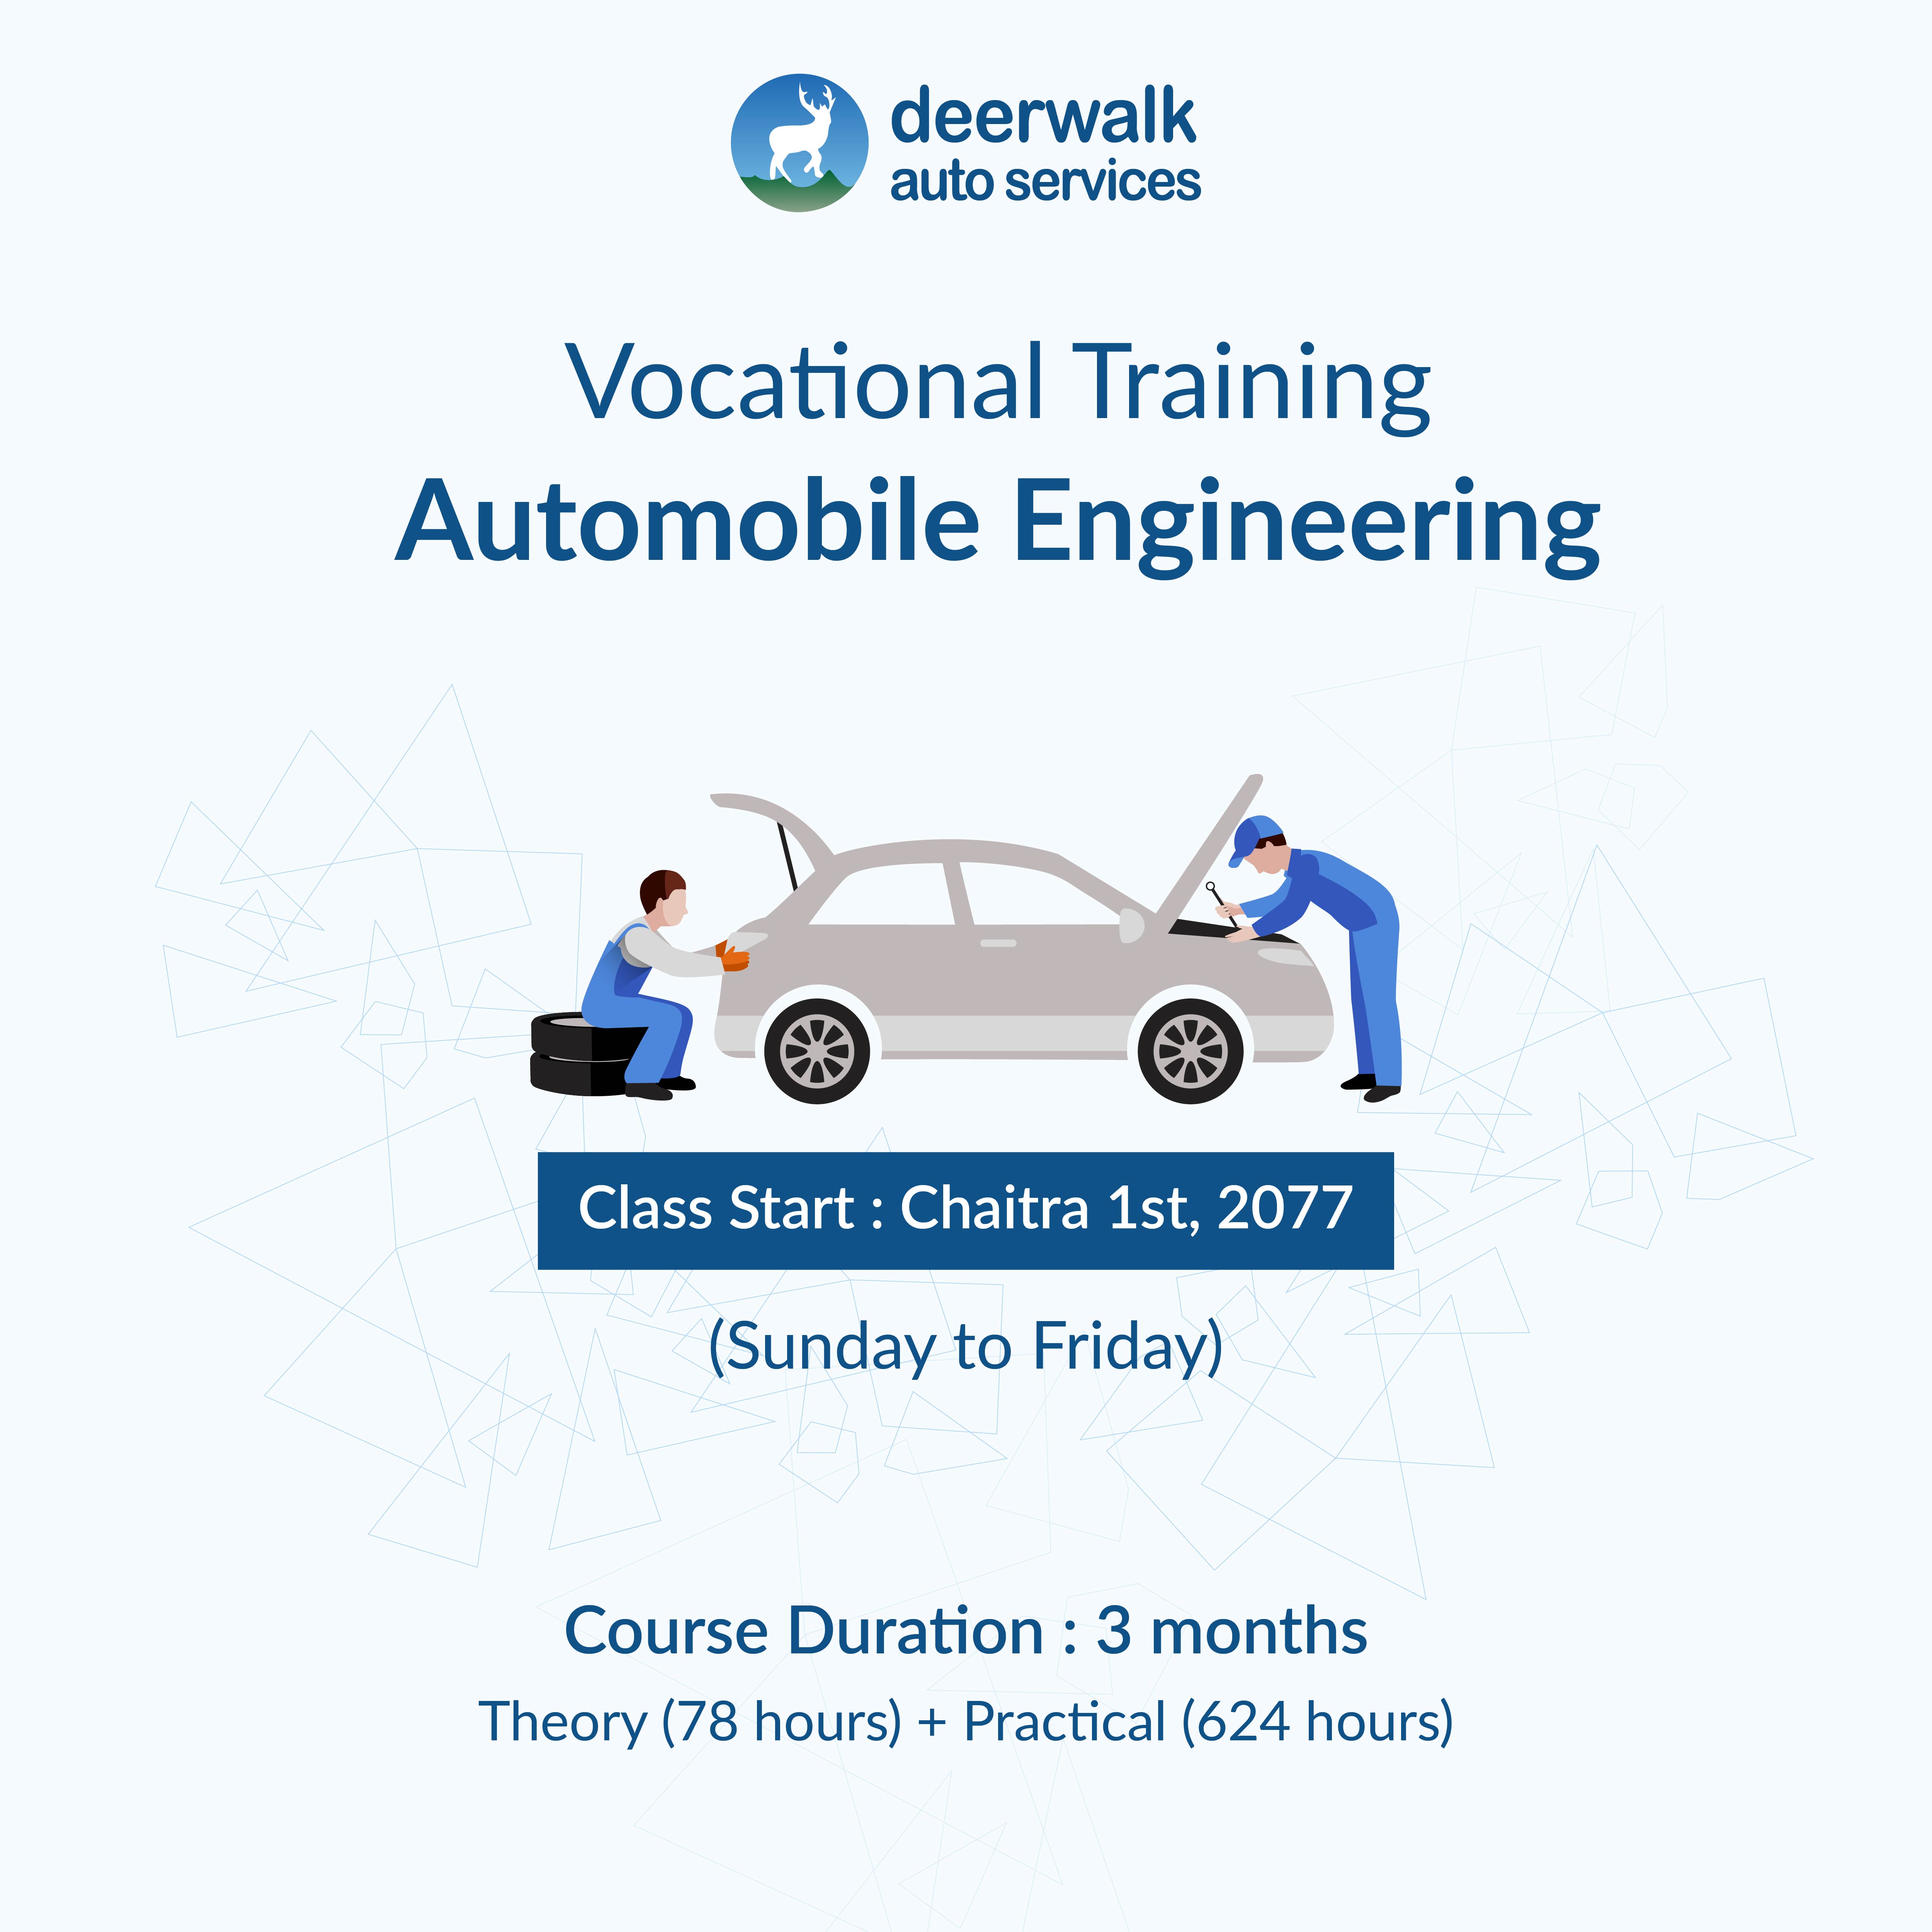 deerwalk
auto services
Vocational Training
Automobile Engineering
Class Start : Chaitra 1st, 2077
(Sunday to Friday)
Course Duration : 3 months
Theory (78 hours) + Practical (624 hours)